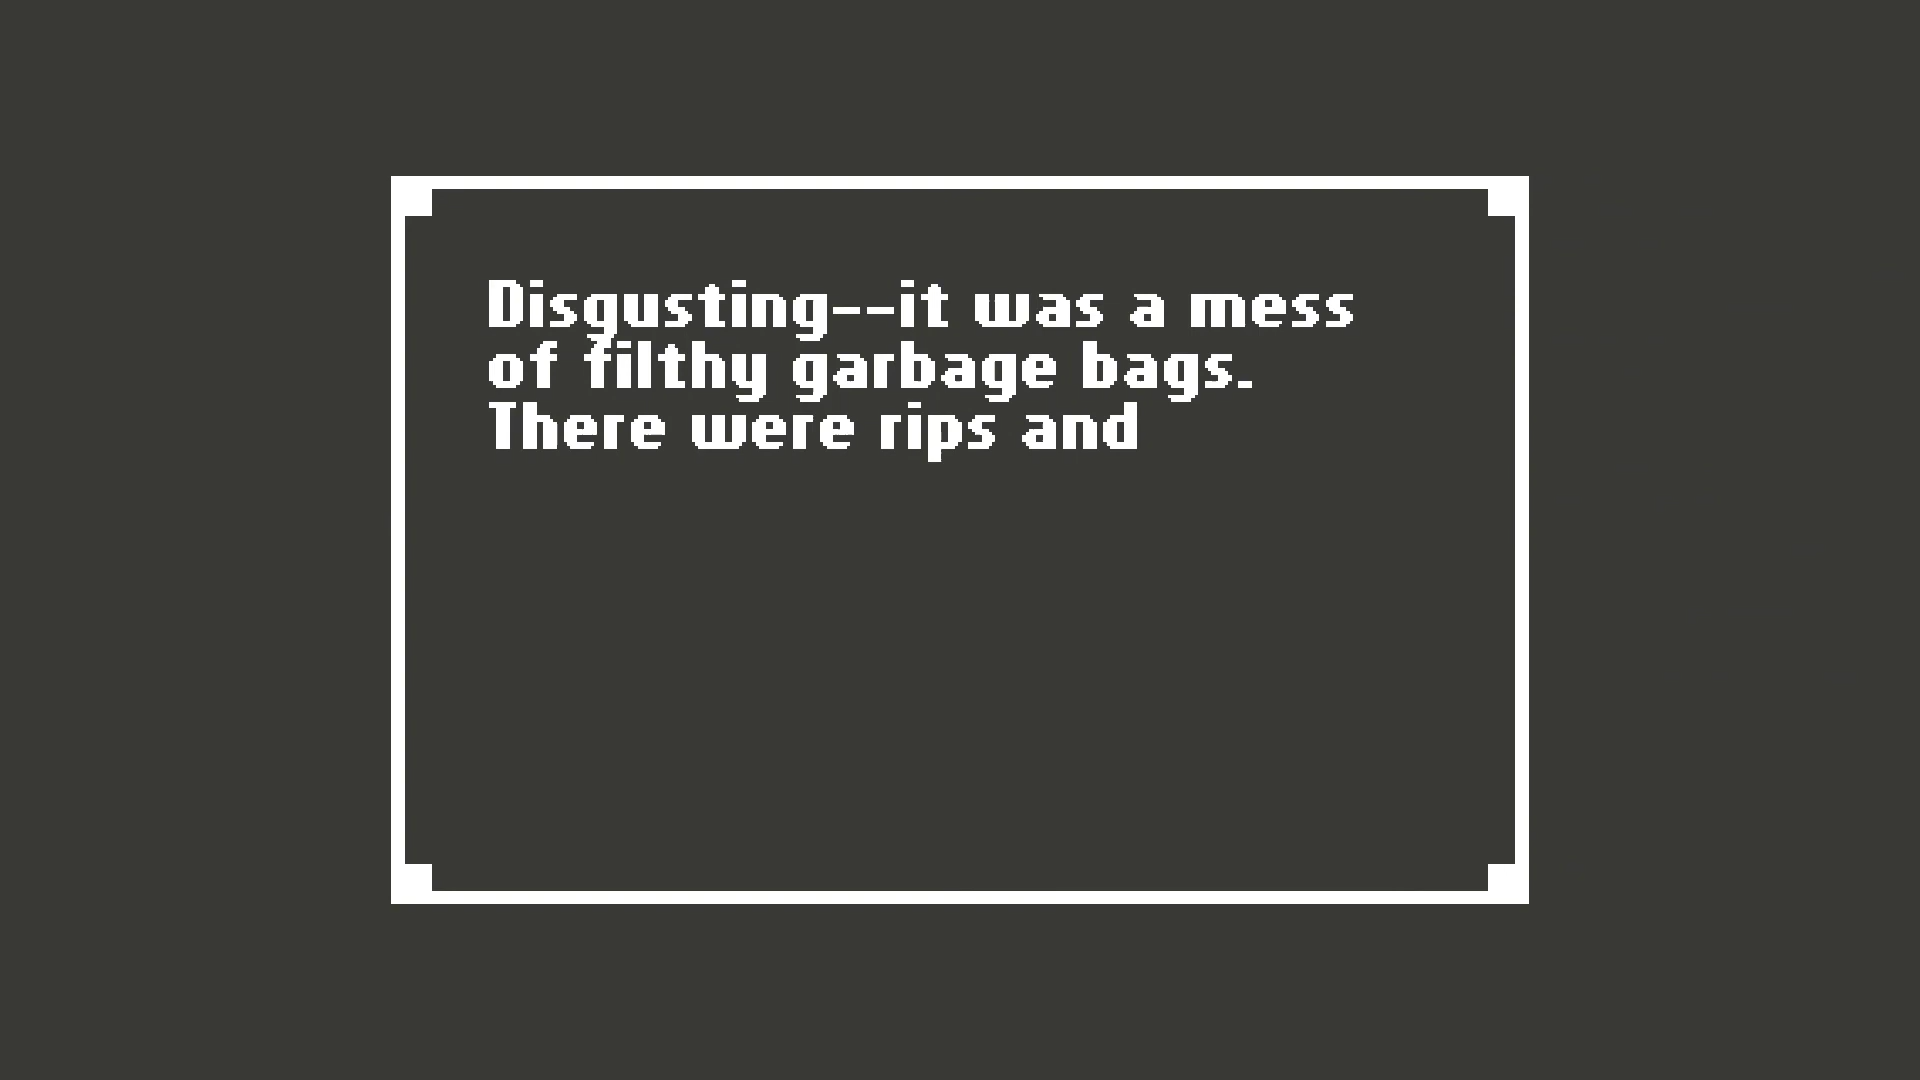 Disgusting--it was a mess
of filthy garbage bags.
There were rips and